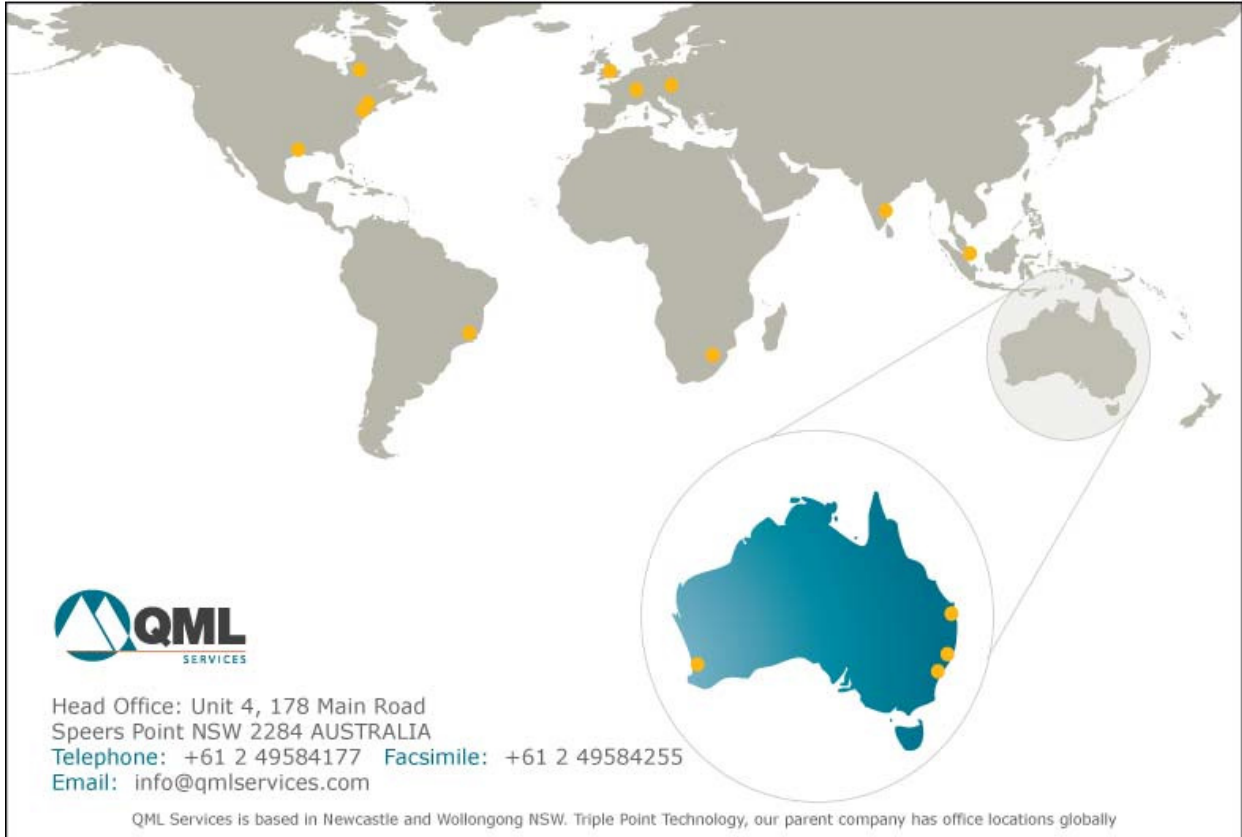 QML
SERVICES
Head Office: Unit 4, 178 Main Road
Speers Point NSW 2284 AUSTRALIA
Telephone: +61 2 49584177 Facsimile: +61 2 49584255
Email: info@qmlservices.com
QML Services is based in Newcastle and Wollongong NSW. Triple Point Technology, our parent company has office locations globally